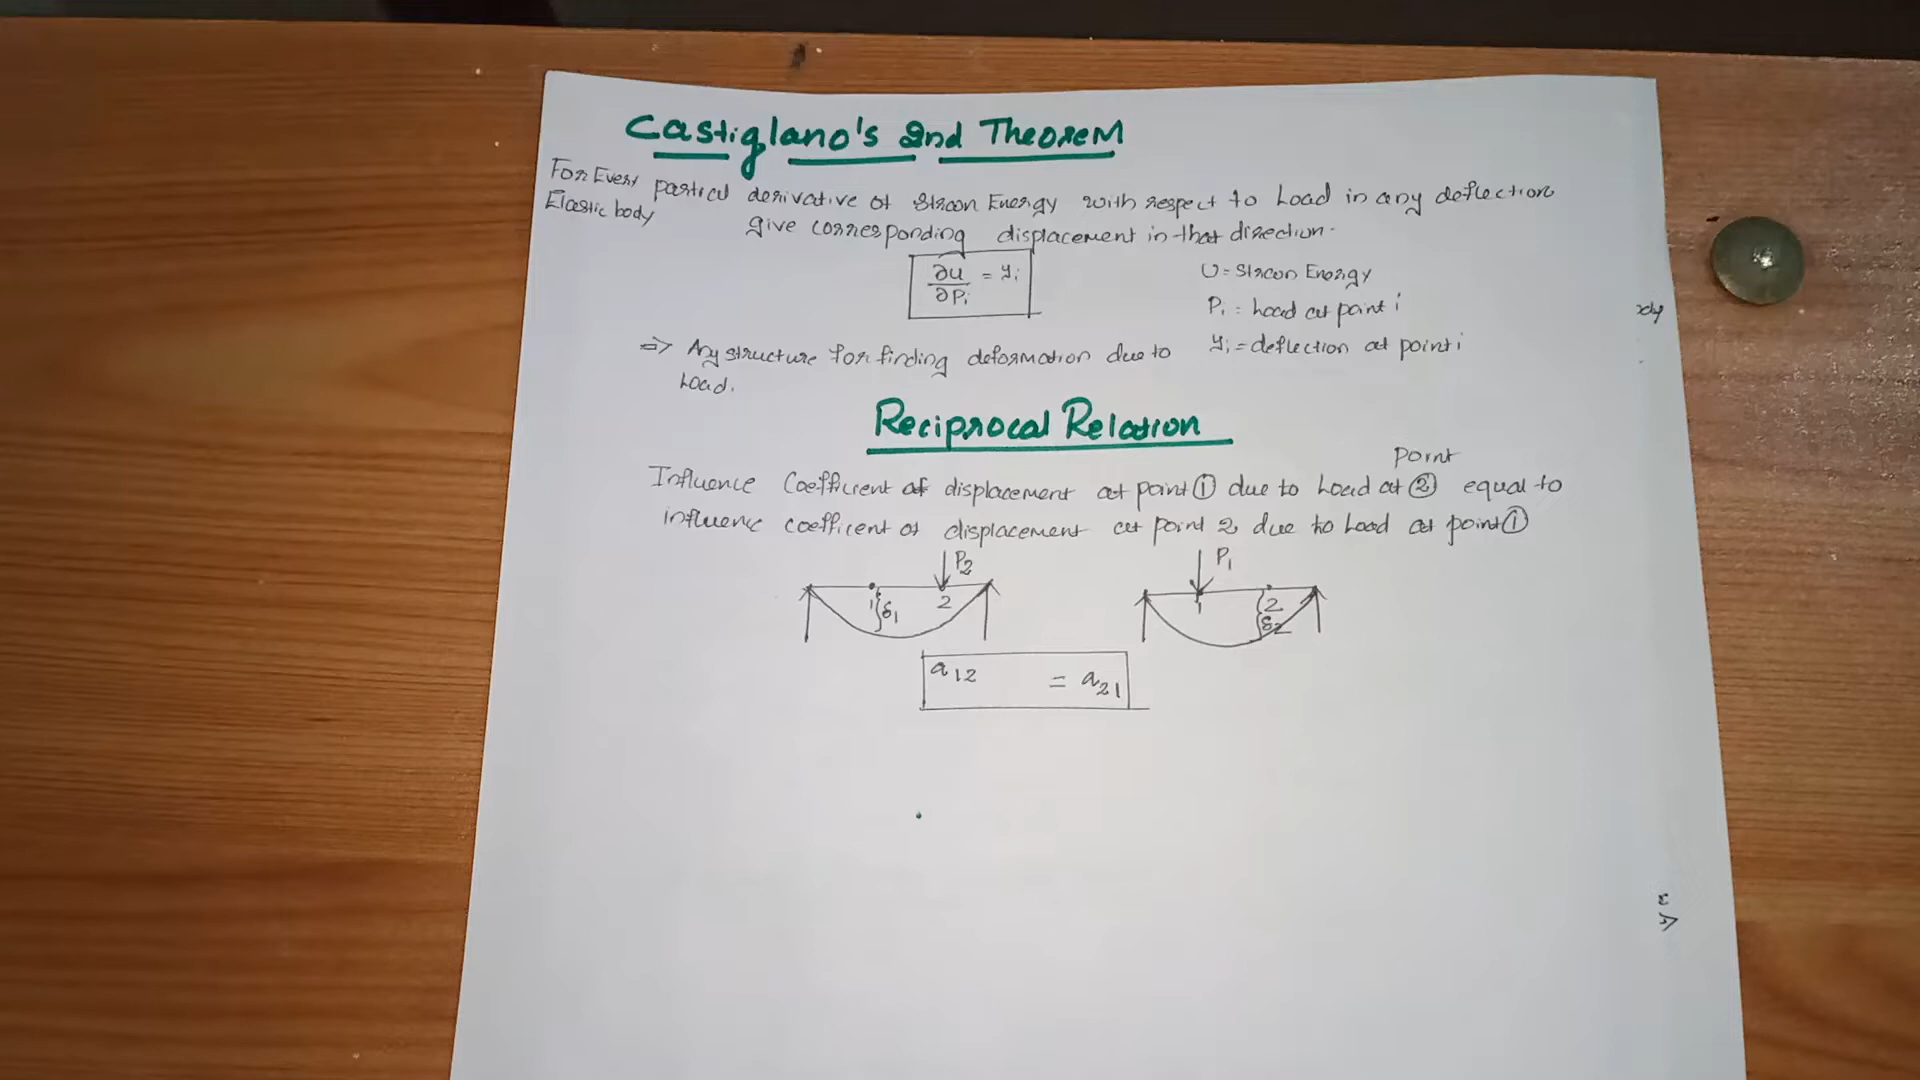 Castiglano's 2nd Theorem
For Every partical derivative of Strain Energy with respect to Load in any deflection
Elastic body give corresponding displacement in that direction.
∂u/∂Pi = yi
U = Strain Energy
Pi = Load at point i
yi = deflection at point i
⇒ Any structure for finding deformation due to
Load.
Reciprocal Relation
point
Influence Coefficient of displacement at point ① due to Load at ② equal to
influence coefficent of displacement at point 2 due to Load at point ①
P2
P1
1 δ1 2
1 2
δ2
a12 = a21